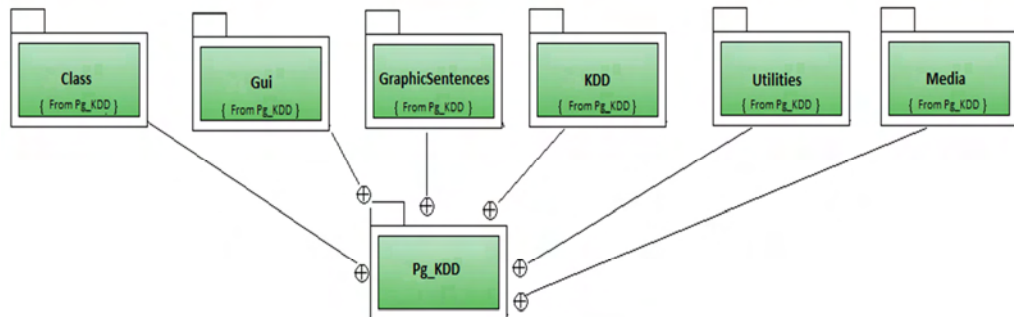 Class
{ From Pg_KDD }
Gui
{ From Pg_KDD }
GraphicSentences
{ From Pg_KDD }
KDD
{ From Pg_KDD }
Utilities
{ From Pg_KDD }
Media
{ From Pg_KDD }
Pg_KDD